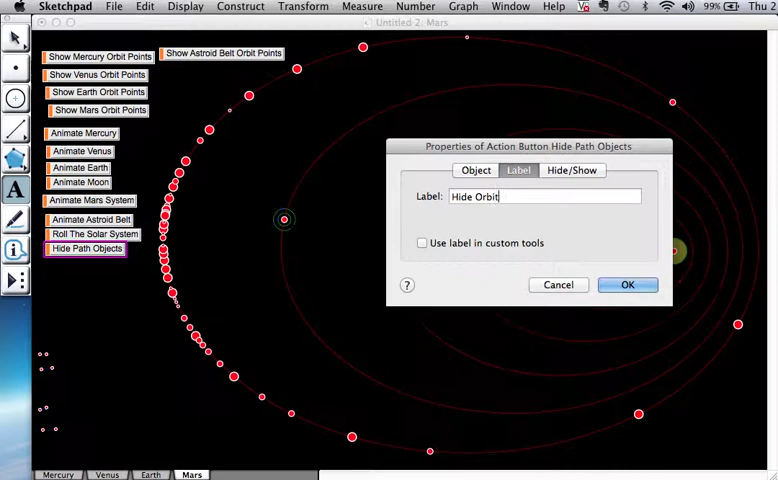 Sketchpad File Edit Display Construct Transform Measure Number Graph Window Help 99% Thu 2
Untitled 2: Mars
Show Mercury Orbit Points
Show Astroid Belt Orbit Points
Show Venus Orbit Points
Show Earth Orbit Points
Show Mars Orbit Points
Animate Mercury
Animate Venus
Animate Earth
Animate Moon
Animate Mars System
Animate Astroid Belt
Roll The Solar System
Hide Path Objects
Properties of Action Button Hide Path Objects
Object Label Hide/Show
Label: Hide Orbit
Use label in custom tools
? Cancel OK
A
Mercury Venus Earth Mars